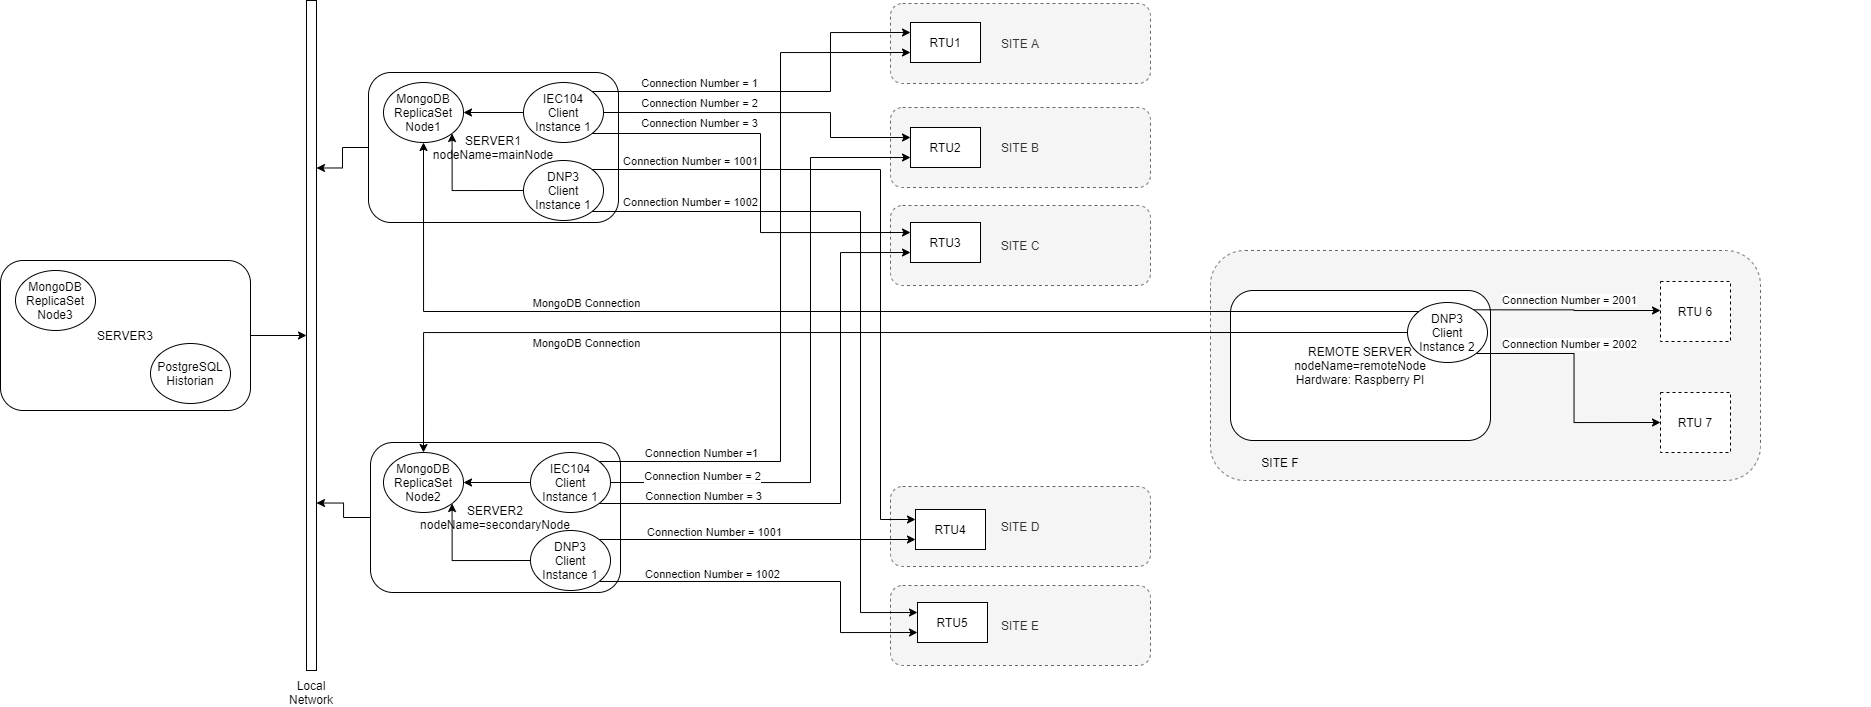 RTU1
SITE A
Connection Number = 1
MongoDB
ReplicaSet
Node1
IEC104
Client
Instance 1
Connection Number = 2
Connection Number = 3
SERVER1
nodeName=mainNode
RTU2
SITE B
Connection Number = 1001
DNP3
Client
Instance 1
Connection Number = 1002
RTU3
SITE C
MongoDB
ReplicaSet
Node3
SERVER3
PostgreSQL
Historian
MongoDB Connection
MongoDB Connection
DNP3
Client
Instance 2
REMOTE SERVER
nodeName=remoteNode
Hardware: Raspberry PI
Connection Number = 2001
RTU 6
Connection Number = 2002
RTU 7
SITE F
MongoDB
ReplicaSet
Node2
IEC104
Client
Instance 1
Connection Number =1
Connection Number = 2
Connection Number = 3
SERVER2
nodeName=secondaryNode
DNP3
Client
Instance 1
Connection Number = 1001
RTU4
SITE D
Connection Number = 1002
RTU5
SITE E
Local
Network